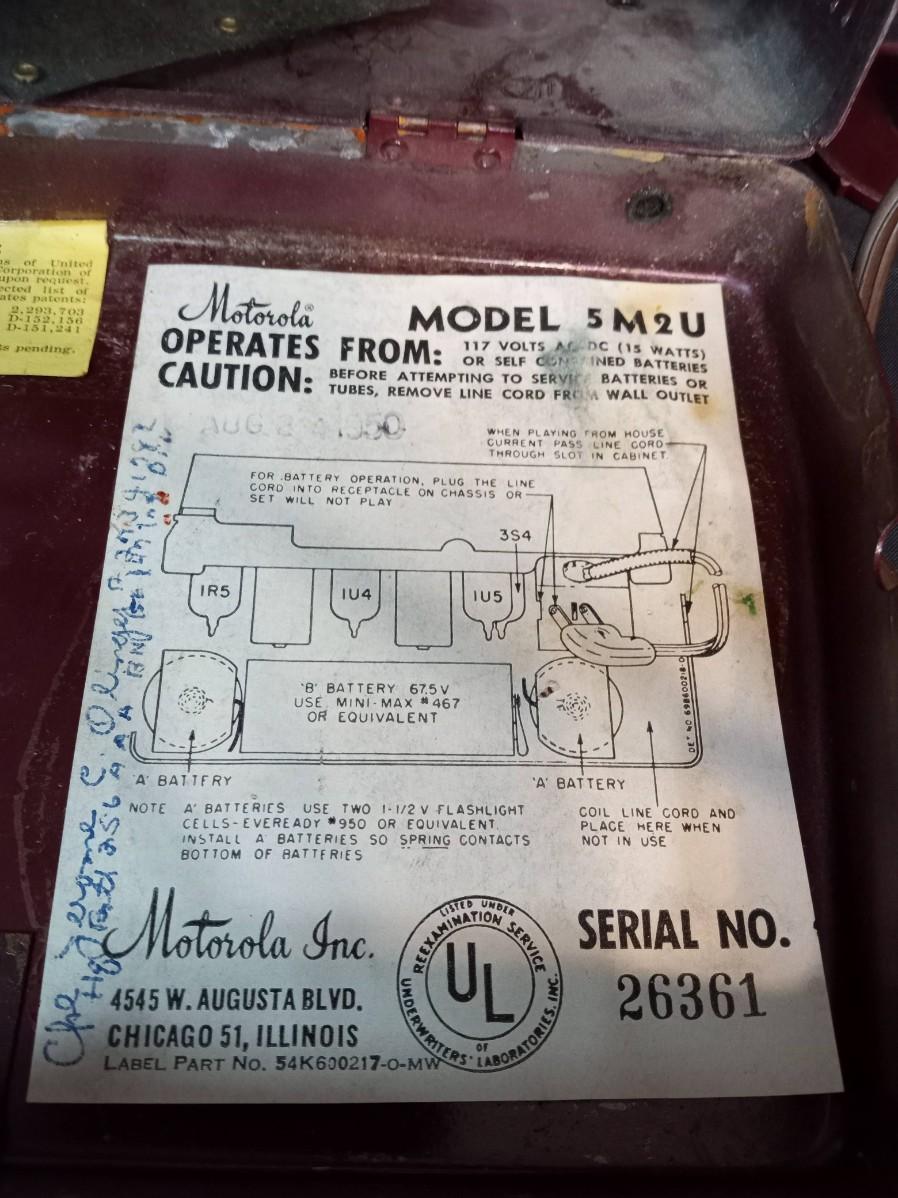 s of United
Corporation of
upon request.
ected list of
ates patents:
2,293,703
D-152,156
D-151,241
ts pending.
Motorola®
MODEL 5M2U
OPERATES FROM: 117 VOLTS AC-DC (15 WATTS)
OR SELF CONTAINED BATTERIES
CAUTION: BEFORE ATTEMPTING TO SERVICE BATTERIES OR
TUBES, REMOVE LINE CORD FROM WALL OUTLET
AUG 1950
WHEN PLAYING FROM HOUSE
CURRENT PASS LINE CORD
THROUGH SLOT IN CABINET.
FOR BATTERY OPERATION, PLUG THE LINE
CORD INTO RECEPTACLE ON CHASSIS OR
SET WILL NOT PLAY
3S4
1R5
1U4
1U5
'B' BATTERY 67.5V
USE MINI-MAX #467
OR EQUIVALENT
DET NO 69B600218-0
'A' BATTERY
'A' BATTERY
NOTE 'A' BATTERIES USE TWO 1-1/2 V FLASHLIGHT
CELLS-EVEREADY #950 OR EQUIVALENT.
INSTALL 'A' BATTERIES SO SPRING CONTACTS
BOTTOM OF BATTERIES
COIL LINE CORD AND
PLACE HERE WHEN
NOT IN USE
Motorola Inc.
4545 W. AUGUSTA BLVD.
CHICAGO 51, ILLINOIS
LABEL PART NO. 54K600217-O-MW
LISTED UNDER
REEXAMINATION SERVICE
UL
OF
UNDERWRITERS' LABORATORIES, INC.
SERIAL NO.
26361